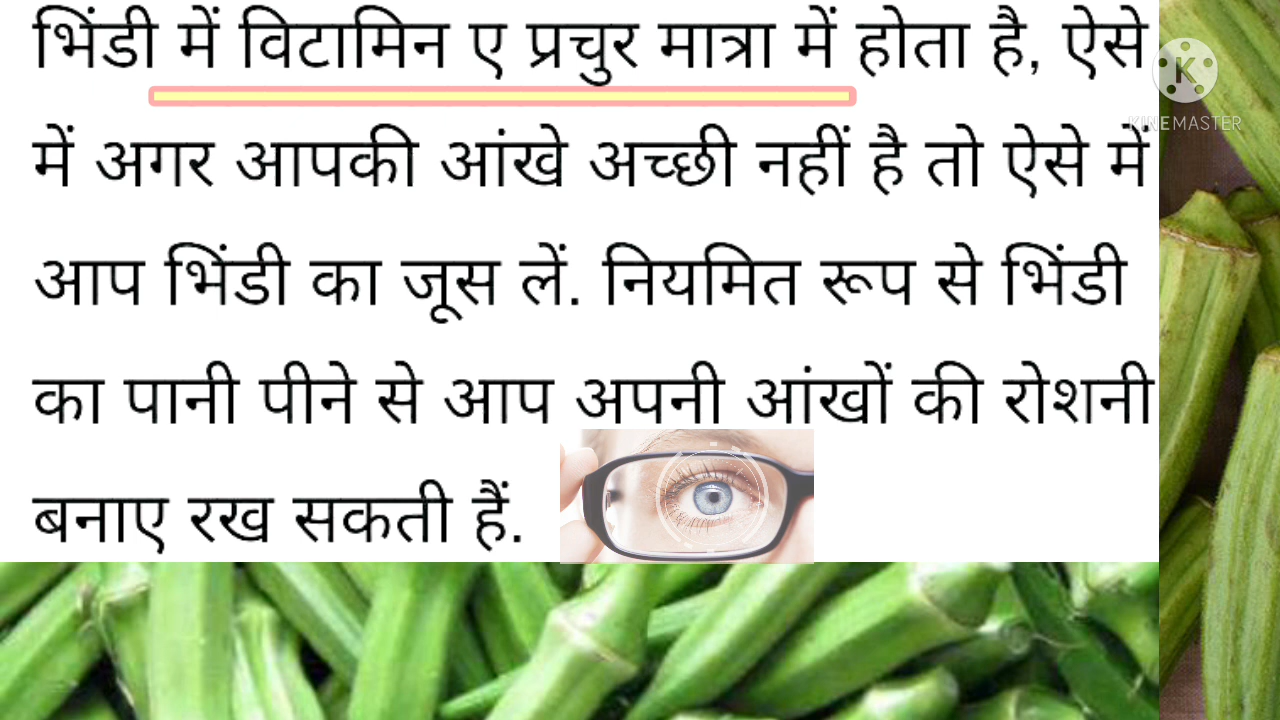 भिंडी में विटामिन ए प्रचुर मात्रा में होता है, ऐसे
में अगर आपकी आंखे अच्छी नहीं है तो ऐसे में
आप भिंडी का जूस लें. नियमित रूप से भिंडी
का पानी पीने से आप अपनी आंखों की रोशनी
बनाए रख सकती हैं.
K
KINEMASTER